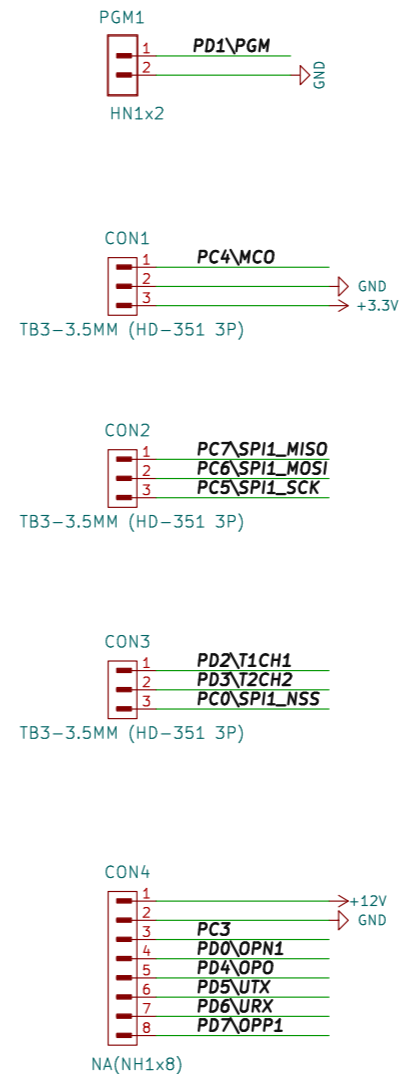 PGM1
1 PD1\PGM
2 GND
HN1x2
CON1
1 PC4\MCO
2 GND
3 +3.3V
TB3-3.5MM (HD-351 3P)
CON2
1 PC7\SPI1_MISO
2 PC6\SPI1_MOSI
3 PC5\SPI1_SCK
TB3-3.5MM (HD-351 3P)
CON3
1 PD2\T1CH1
2 PD3\T2CH2
3 PC0\SPI1_NSS
TB3-3.5MM (HD-351 3P)
CON4
1 +12V
2 GND
3 PC3
4 PD0\OPN1
5 PD4\OPO
6 PD5\UTX
7 PD6\URX
8 PD7\OPP1
NA(NH1x8)